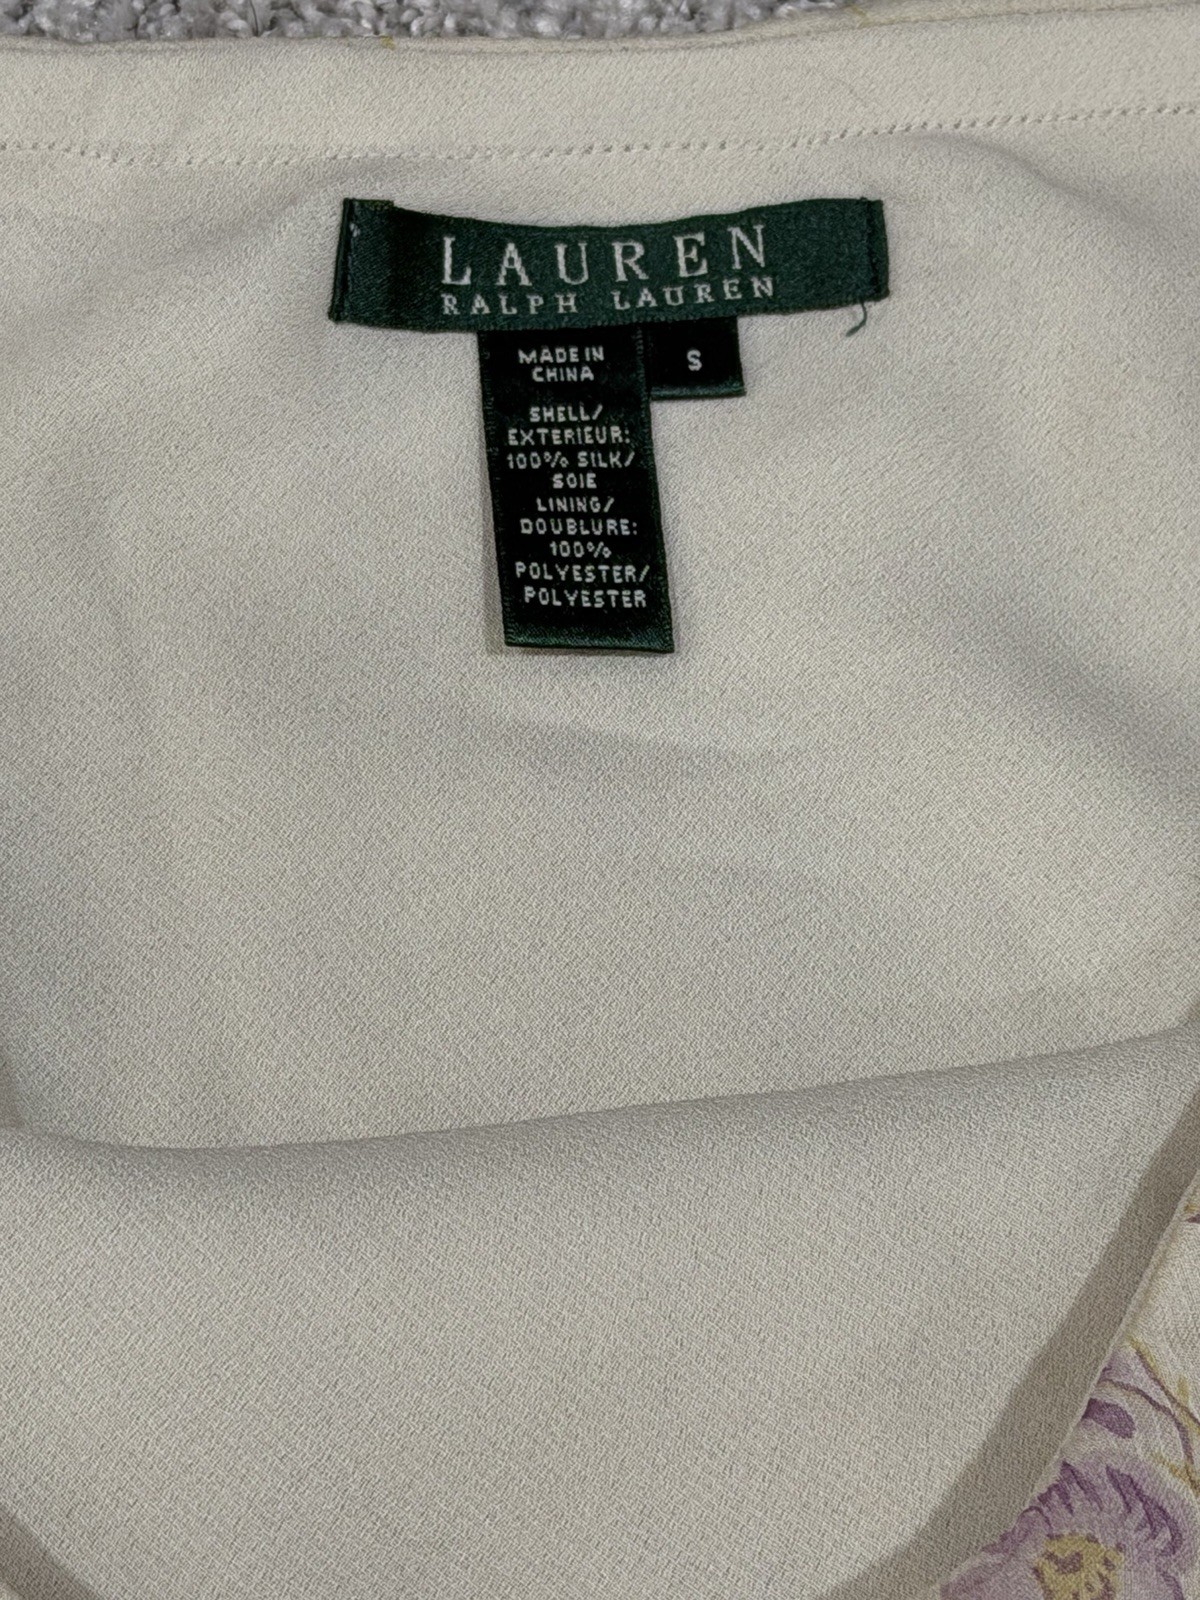 LAUREN
RALPH LAUREN
MADE IN
CHINA
S
SHELL/
EXTERIEUR:
100% SILK/
SOIE
LINING/
DOUBLURE:
100%
POLYESTER/
POLYESTER